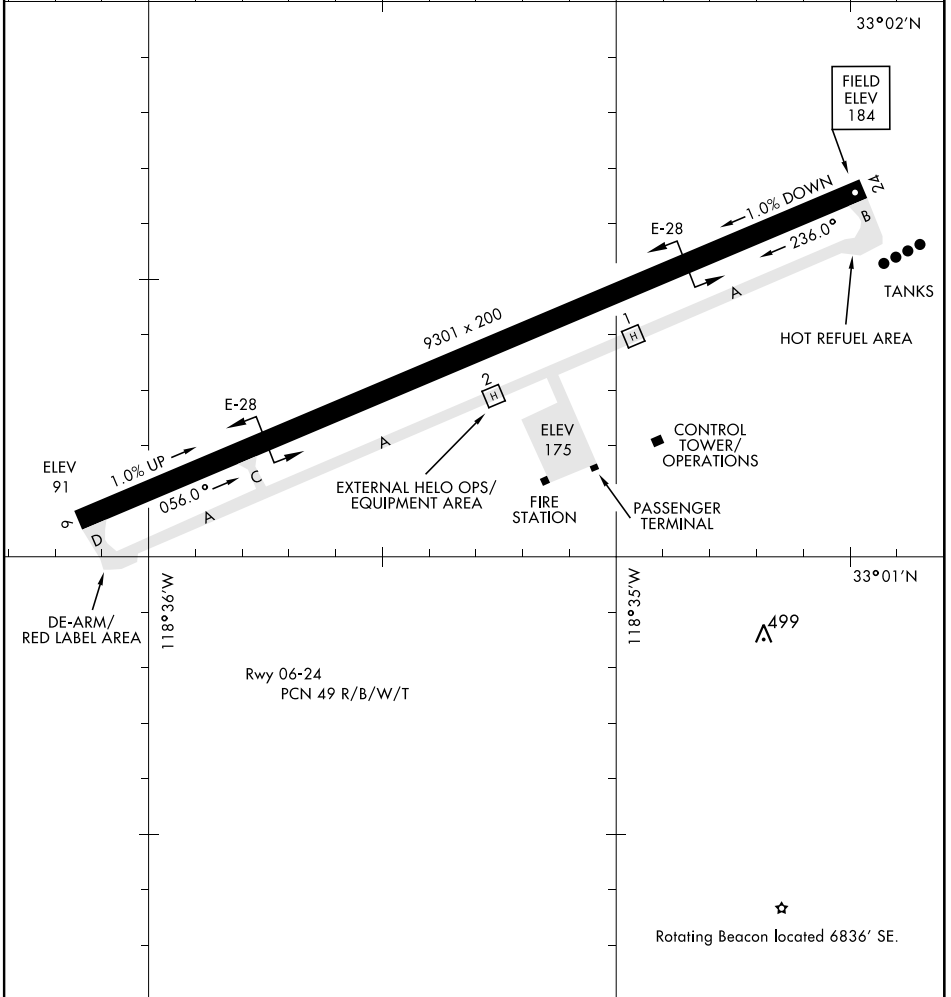 33°02'N
FIELD
ELEV
184
24
1.0% DOWN
B
236.0°
E-28
TANKS
A
HOT REFUEL AREA
9301 x 200
1
H
2
H
E-28
A
ELEV
175
CONTROL
TOWER/
OPERATIONS
ELEV
91
1.0% UP
C
056.0°
EXTERNAL HELO OPS/
EQUIPMENT AREA
FIRE
STATION
PASSENGER
TERMINAL
6
A
D
33°01'N
118°36'W
118°35'W
DE-ARM/
RED LABEL AREA
499
Rwy 06-24
PCN 49 R/B/W/T
Rotating Beacon located 6836' SE.